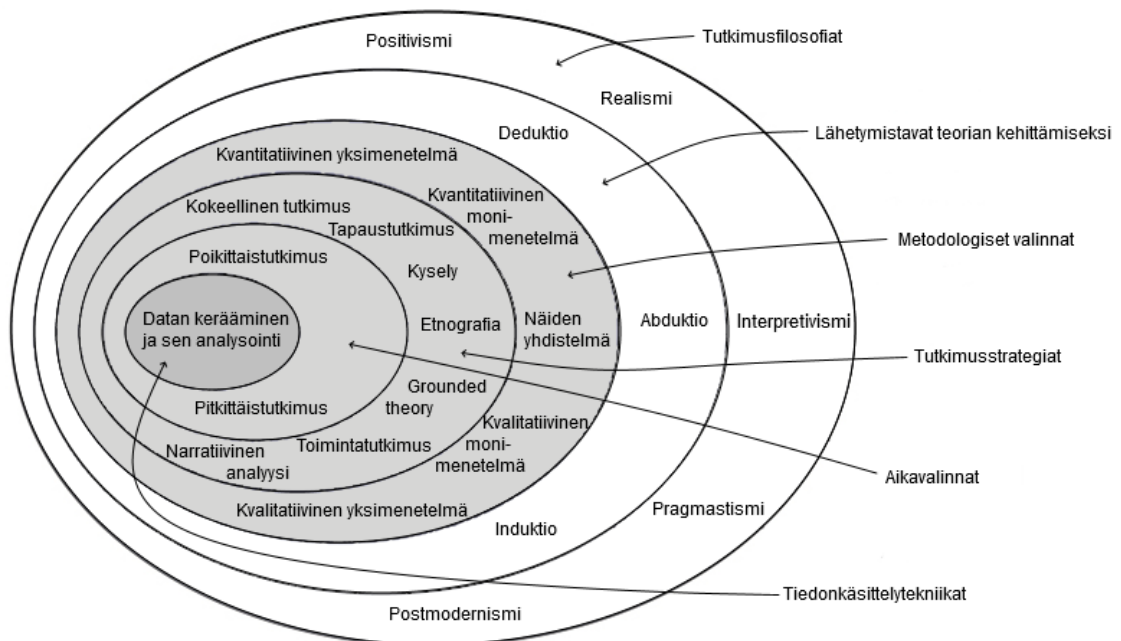 Positivismi
Tutkimusfilosofiat
Realismi
Deduktio
Lähetymistavat teorian kehittämiseksi
Kvantitatiivinen yksimenetelmä
Kvantitatiivinen
moni-
menetelmä
Kokeellinen tutkimus
Tapaustutkimus
Metodologiset valinnat
Poikittaistutkimus
Kysely
Datan kerääminen
ja sen analysointi
Etnografia
Näiden
yhdistelmä
Abduktio
Interpretivismi
Tutkimusstrategiat
Grounded
theory
Pitkittäistutkimus
Kvalitatiivinen
moni-
menetelmä
Toimintatutkimus
Narratiivinen
analyysi
Aikavalinnat
Kvalitatiivinen yksimenetelmä
Pragmastismi
Induktio
Tiedonkäsittelytekniikat
Postmodernismi